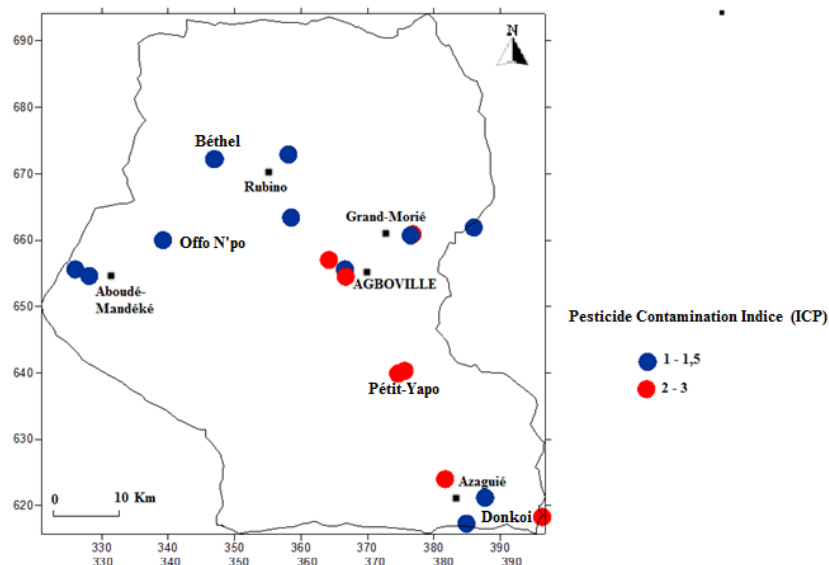 N
690
680
670
660
650
640
630
620
Béthel
Rubino
Grand-Morié
Offo N'po
AGBOVILLE
Aboudé-
Mandéké
Pétit-Yapo
Azaguié
Donkoi
0 10 Km
330 340 350 360 370 380 390
330 340 350 360 370 380 390
Pesticide Contamination Indice (ICP)
1 - 1,5
2 - 3